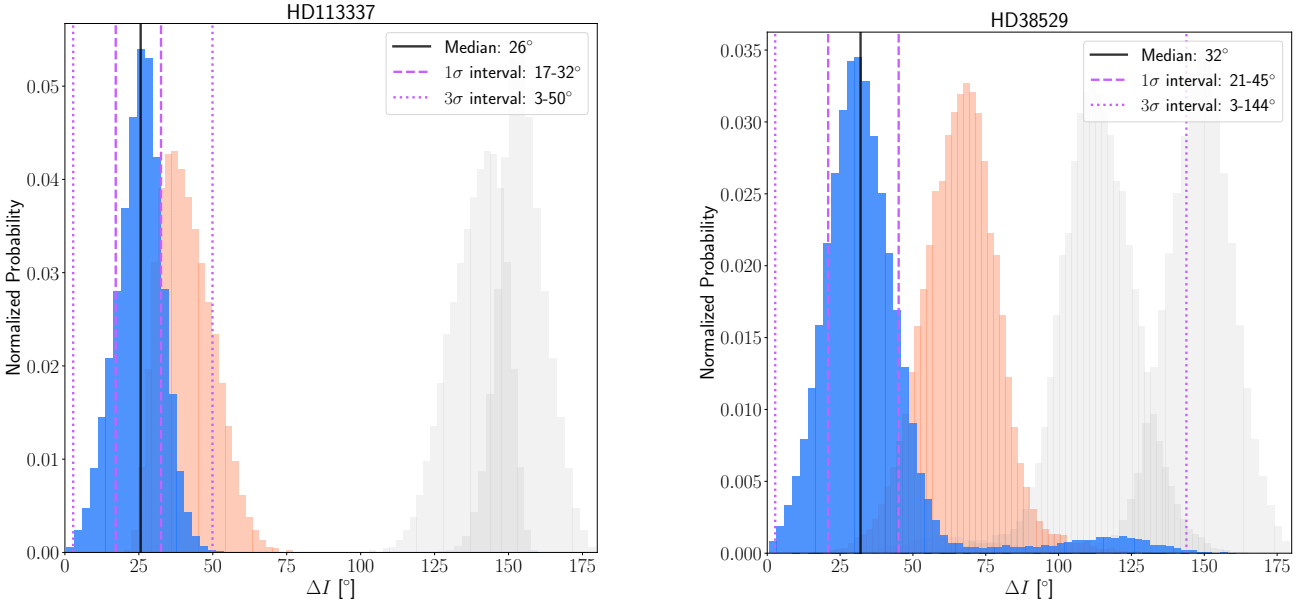 HD113337
Median: 26°
1σ interval: 17-32°
3σ interval: 3-50°
Normalized Probability
0.05
0.04
0.03
0.02
0.01
0.00
0 25 50 75 100 125 150 175
ΔI [°]
HD38529
Median: 32°
1σ interval: 21-45°
3σ interval: 3-144°
Normalized Probability
0.035
0.030
0.025
0.020
0.015
0.010
0.005
0.000
0 25 50 75 100 125 150 175
ΔI [°]